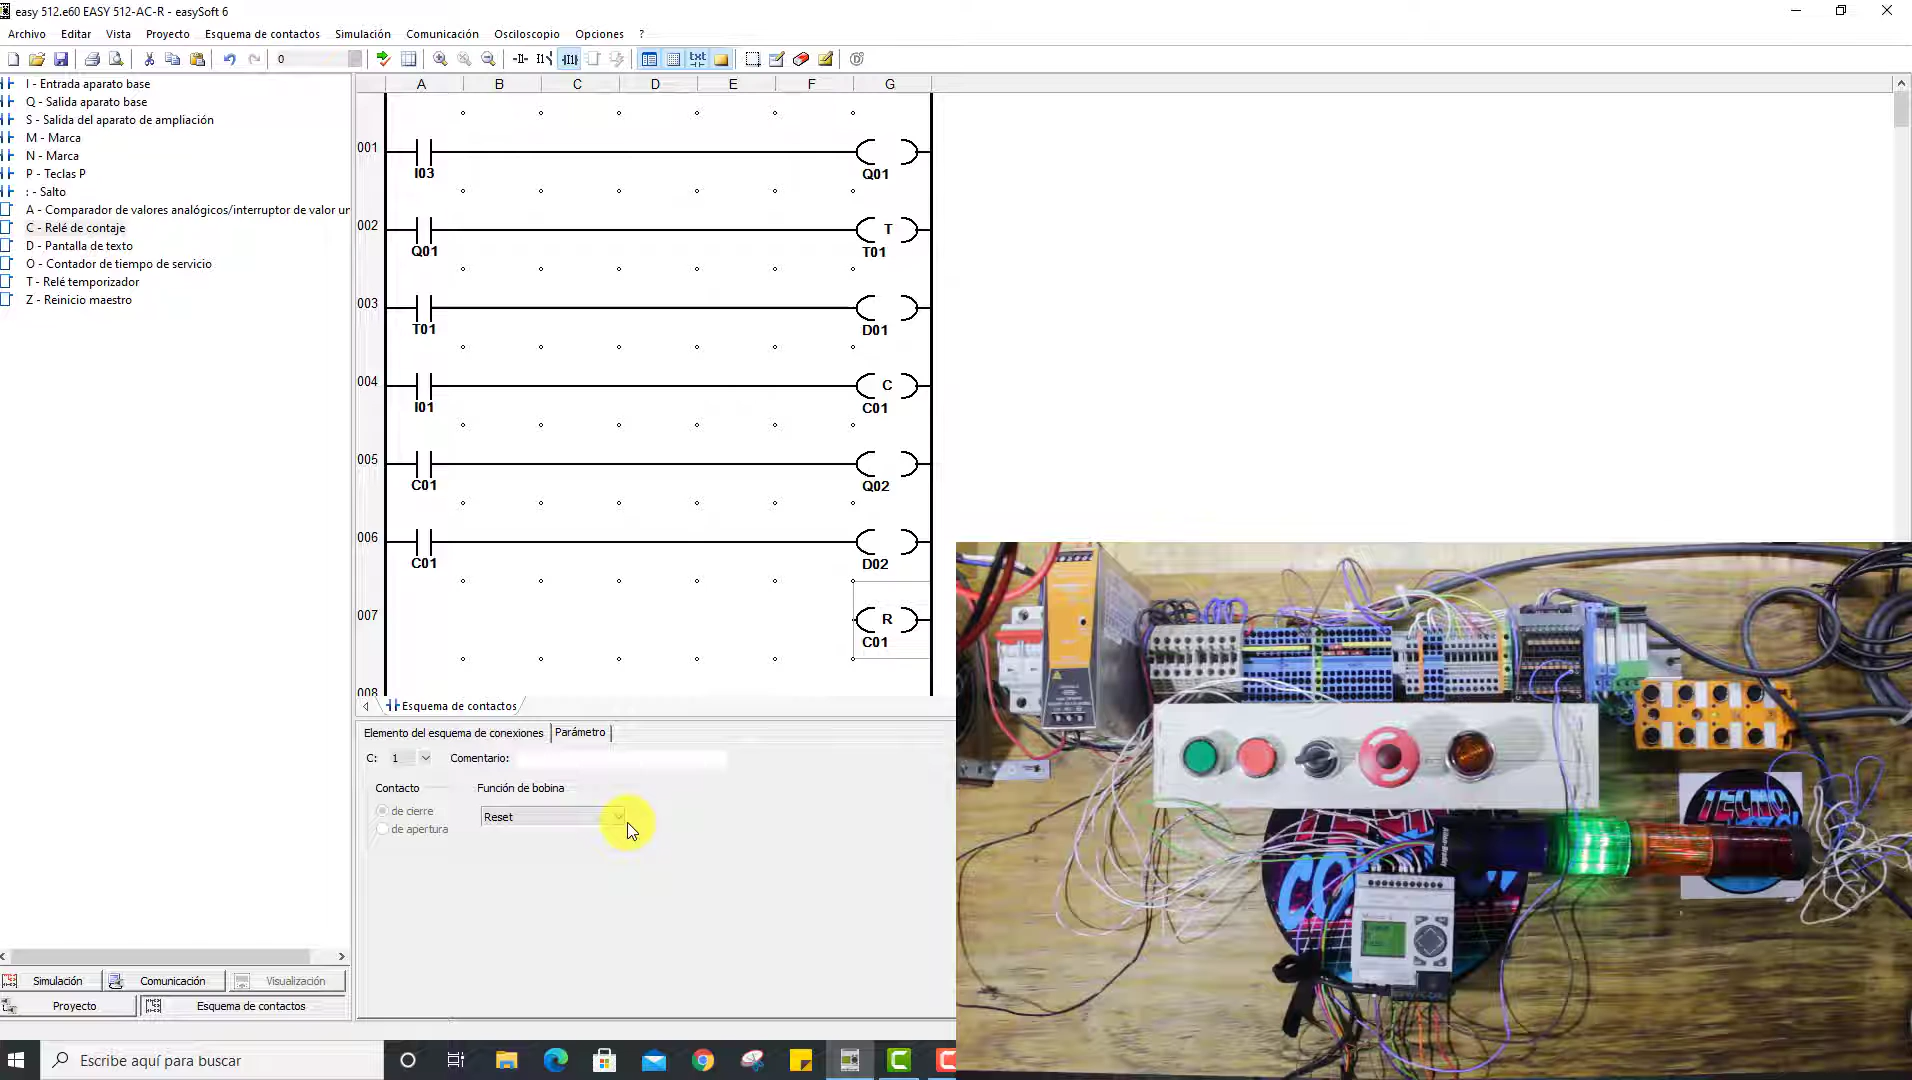 easy 512.e60 EASY 512-AC-R - easySoft 6
Archivo Editar Vista Proyecto Esquema de contactos Simulación Comunicación Osciloscopio Opciones ?
0
txt
I - Entrada aparato base
Q - Salida aparato base
S - Salida del aparato de ampliación
M - Marca
N - Marca
P - Teclas P
: - Salto
A - Comparador de valores analógicos/interruptor de valor ur
C - Relé de contaje
D - Pantalla de texto
O - Contador de tiempo de servicio
T - Relé temporizador
Z - Reinicio maestro
A B C D E F G
001
I03 Q01
002 T
Q01 T01
003
T01 D01
004 C
I01 C01
005
C01 Q02
006
C01 D02
007 R
C01
008
Esquema de contactos
Elemento del esquema de conexiones Parámetro
C: 1 Comentario:
Contacto Función de bobina
de cierre Reset
de apertura
Simulación Comunicación Visualización
Proyecto Esquema de contactos
Escribe aquí para buscar
TECNO
Allen-Bradley